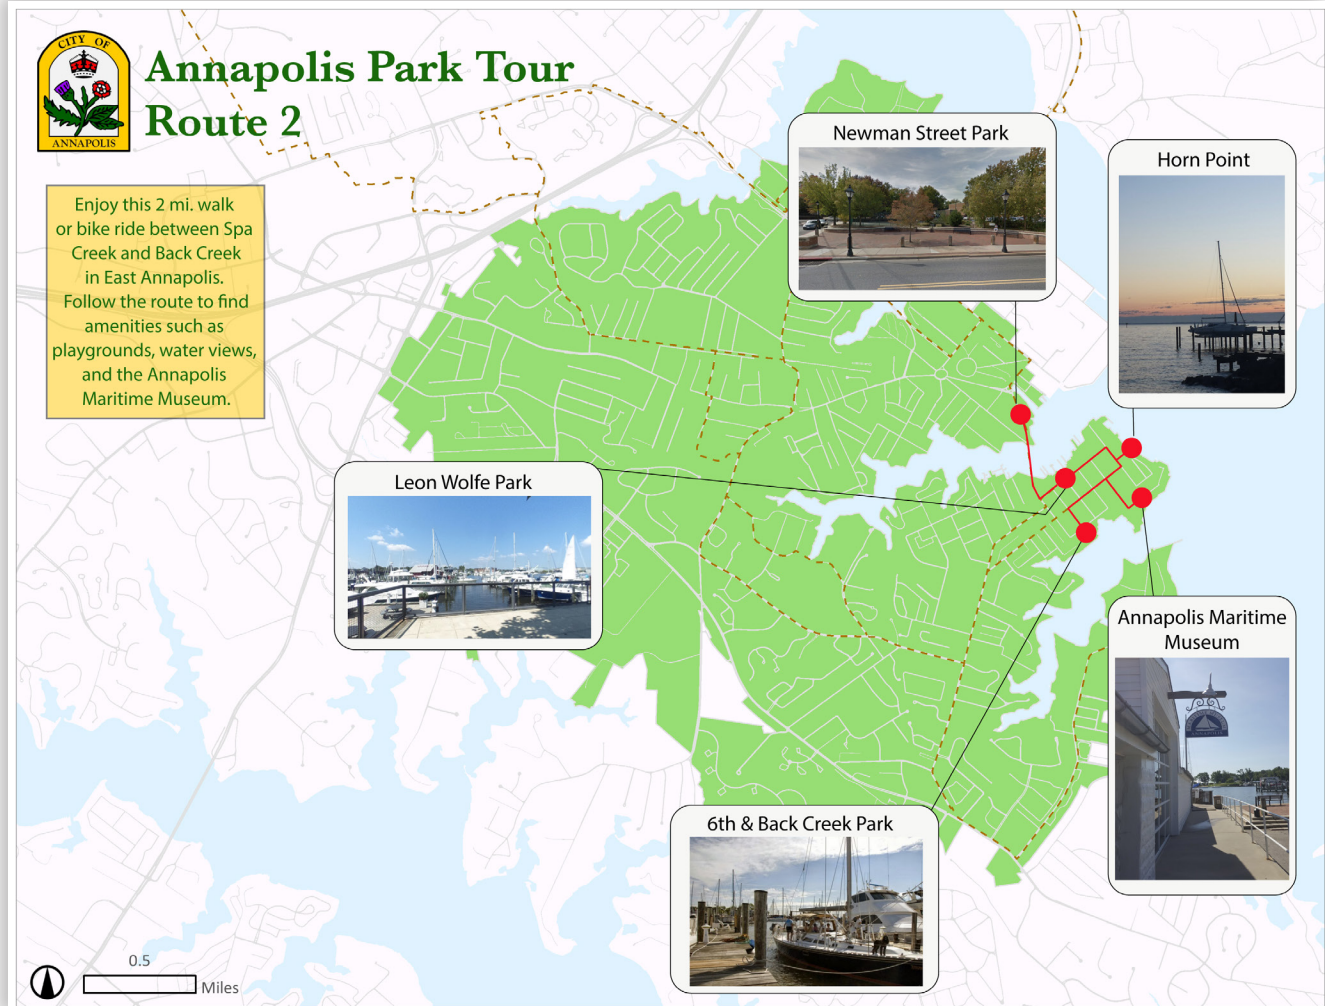 CITY OF
ANNAPOLIS
Annapolis Park Tour
Route 2
Enjoy this 2 mi. walk
or bike ride between Spa
Creek and Back Creek
in East Annapolis.
Follow the route to find
amenities such as
playgrounds, water views,
and the Annapolis
Maritime Museum.
Newman Street Park
Horn Point
Leon Wolfe Park
Annapolis Maritime
Museum
6th & Back Creek Park
0.5
Miles